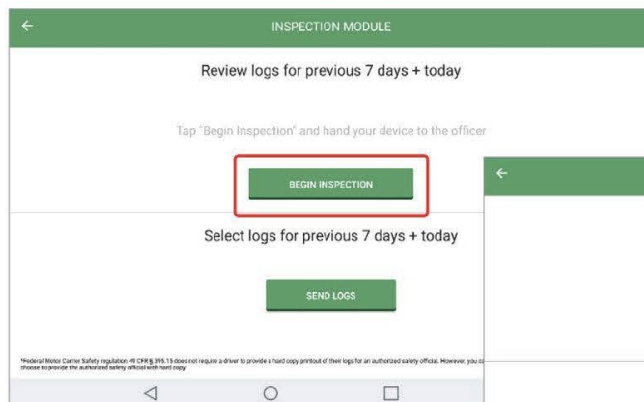 INSPECTION MODULE
Review logs for previous 7 days + today
Tap "Begin Inspection" and hand your device to the officer
BEGIN INSPECTION
Select logs for previous 7 days + today
SEND LOGS
*Federal Motor Carrier Safety regulation 49 CFR § 395.15 does not require a driver to provide a hard copy printout of their logs for an authorized safety official. However, you ca
choose to provide the authorized safety official with hard copy